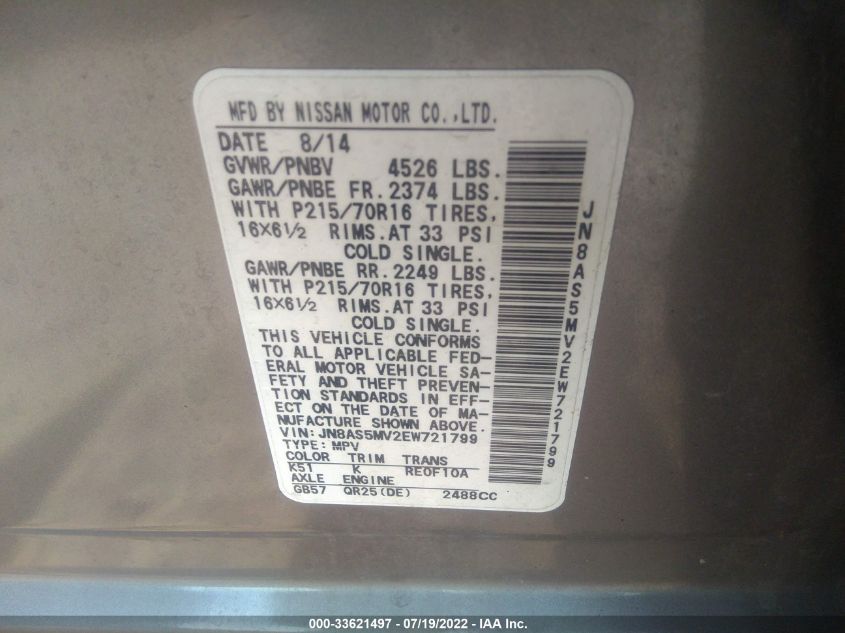 MFD BY NISSAN MOTOR CO.,LTD.
DATE 8/14
GVWR/PNBV 4526 LBS.
GAWR/PNBE FR.2374 LBS.
WITH P215/70R16 TIRES,
16X6½ RIMS.AT 33 PSI
COLD SINGLE.
GAWR/PNBE RR.2249 LBS.
WITH P215/70R16 TIRES,
16X6½ RIMS.AT 33 PSI
COLD SINGLE.
THIS VEHICLE CONFORMS
TO ALL APPLICABLE FED-
ERAL MOTOR VEHICLE SA-
FETY AND THEFT PREVEN-
TION STANDARDS IN EFF-
ECT ON THE DATE OF MA-
NUFACTURE SHOWN ABOVE.
VIN:JN8AS5MV2EW721799
TYPE:MPV
COLOR TRIM TRANS
K51 K RE0F10A
AXLE ENGINE
GB57 QR25(DE) 2488CC
JN8AS5MV2EW721799
000-33621497 - 07/19/2022 - IAA Inc.